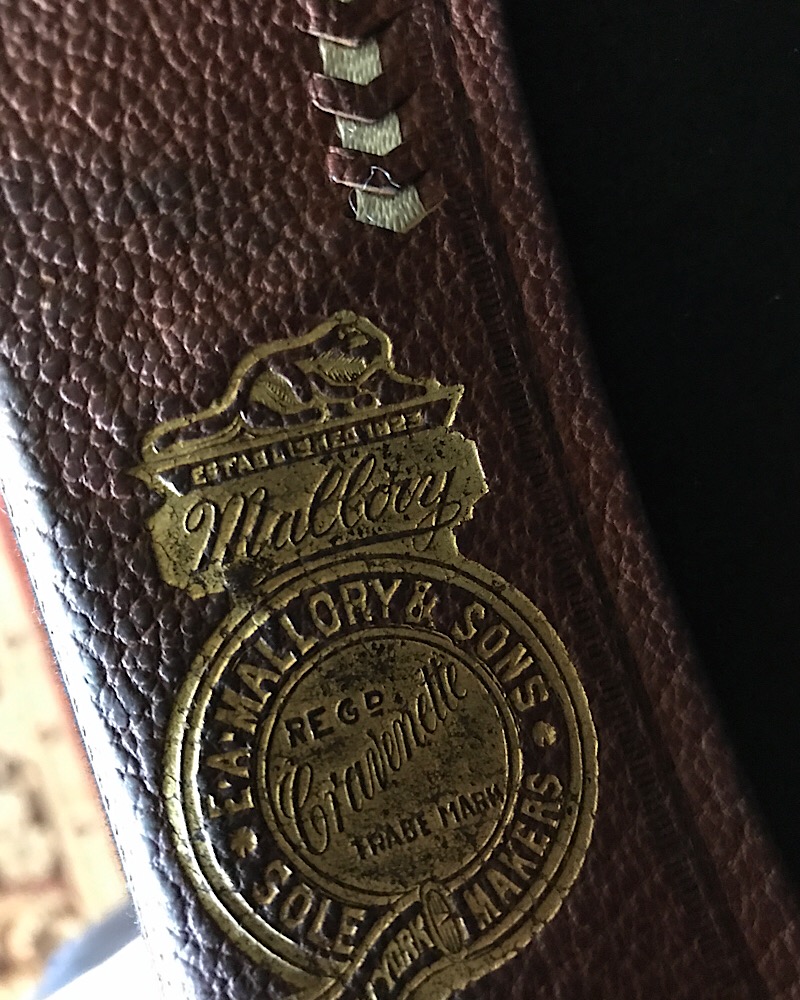 ESTABLISHED 1823
Mallory
E.A. MALLORY & SONS
REGD.
Cravenette
TRADE MARK
SOLE MAKERS
YORK